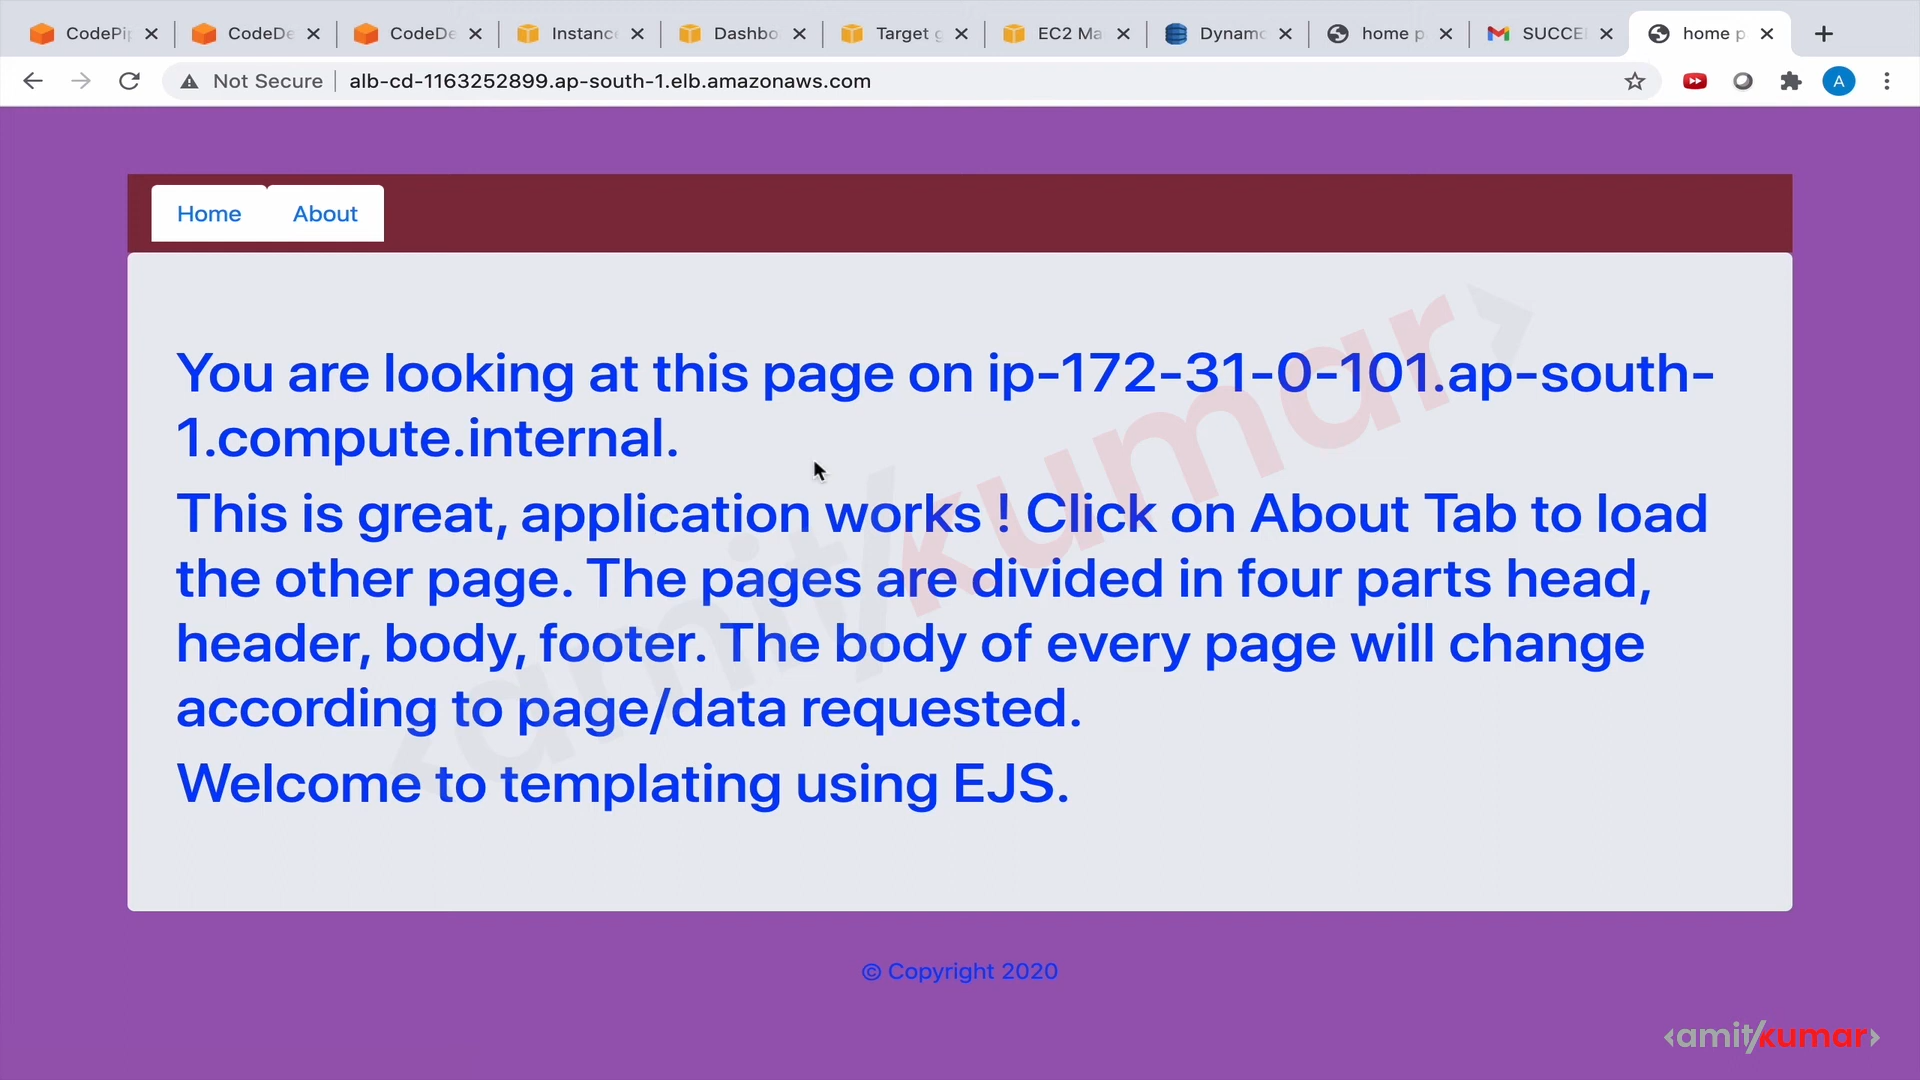 CodePip
CodeDe
CodeDe
Instance
Dashbo
Target g
EC2 Ma
Dynamo
home p
SUCCE
home p
Not Secure
alb-cd-1163252899.ap-south-1.elb.amazonaws.com
A
Home
About
You are looking at this page on ip-172-31-0-101.ap-south-
1.compute.internal.
This is great, application works ! Click on About Tab to load
the other page. The pages are divided in four parts head,
header, body, footer. The body of every page will change
according to page/data requested.
Welcome to templating using EJS.
<amit/kumar>
© Copyright 2020
<amit/kumar>